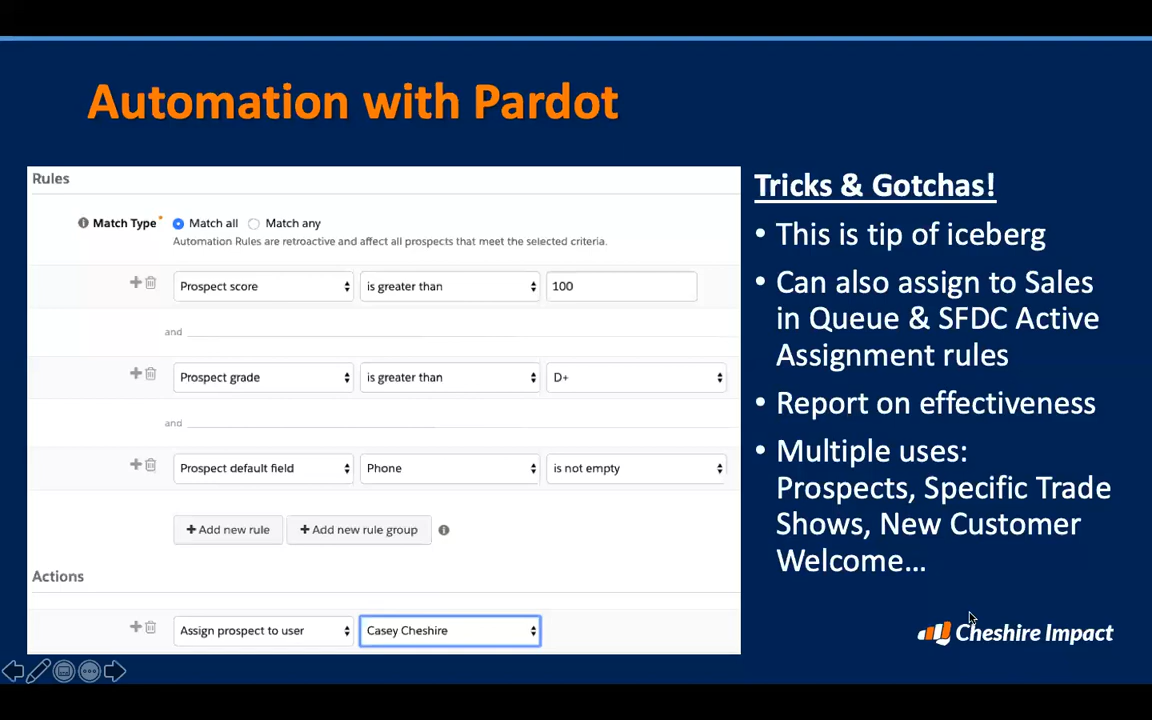 Automation with Pardot
Rules
Match Type* Match all Match any
Automation Rules are retroactive and affect all prospects that meet the selected criteria.
Prospect score is greater than 100
and
Prospect grade is greater than D+
and
Prospect default field Phone is not empty
+ Add new rule + Add new rule group
Actions
Assign prospect to user Casey Cheshire
Tricks & Gotchas!
• This is tip of iceberg
• Can also assign to Sales
in Queue & SFDC Active
Assignment rules
• Report on effectiveness
• Multiple uses:
Prospects, Specific Trade
Shows, New Customer
Welcome...
Cheshire Impact